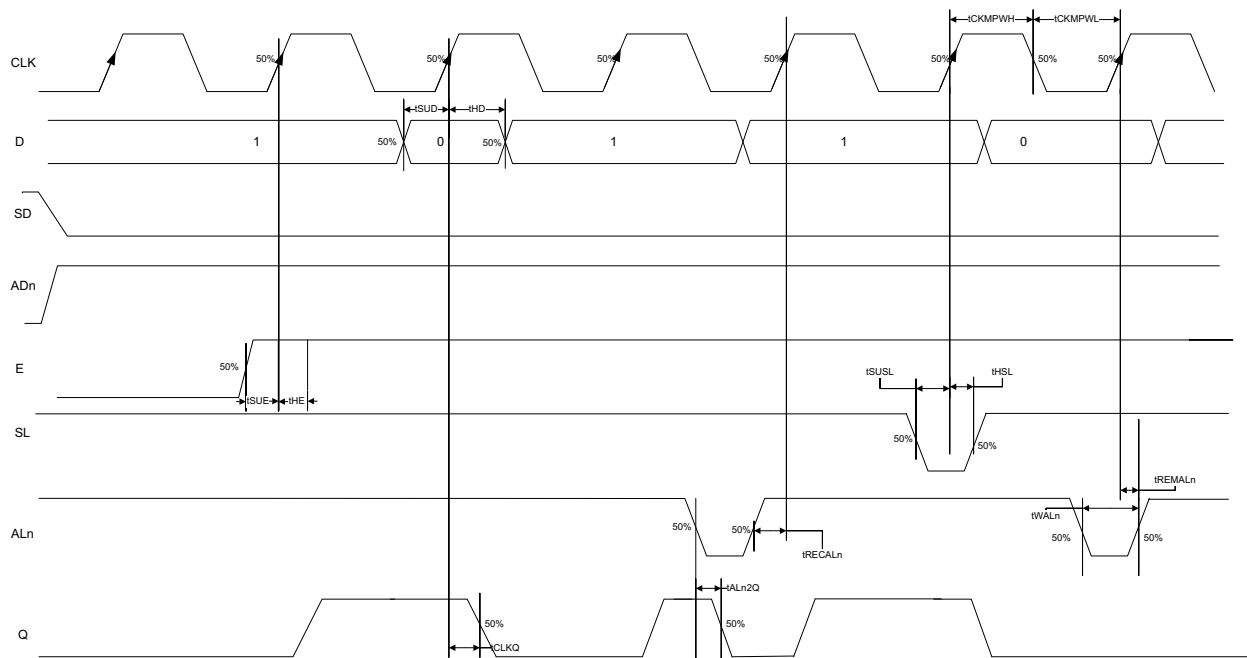 tCKMPWH tCKMPWL
CLK 50% 50% 50% 50% 50% 50% 50%
tSUD tHD
D 1 50% 0 50% 1 1 0
SD
ADn
E 50%
tSUE tHE
tSUSL tHSL
SL 50% 50%
tREMALn
tWALn
ALn 50% 50% 50% 50%
tRECALn
tALn2Q
Q 50% 50%
tCLKQ